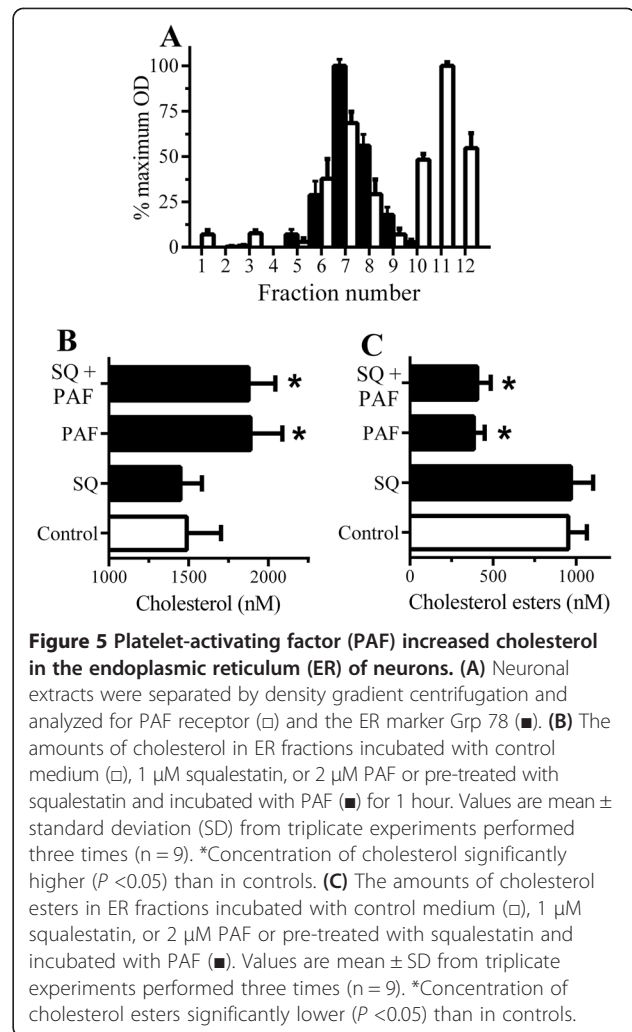 A
% maximum OD
100
75
50
25
0
1 2 3 4 5 6 7 8 9 10 11 12
Fraction number
B
SQ +
PAF
*
PAF
*
SQ
Control
1000 1500 2000
Cholesterol (nM)
C
SQ +
PAF
*
PAF
*
SQ
Control
0 500 1000
Cholesterol esters (nM)
Figure 5 Platelet-activating factor (PAF) increased cholesterol
in the endoplasmic reticulum (ER) of neurons. (A) Neuronal
extracts were separated by density gradient centrifugation and
analyzed for PAF receptor (□) and the ER marker Grp 78 (■). (B) The
amounts of cholesterol in ER fractions incubated with control
medium (□), 1 μM squalestatin, or 2 μM PAF or pre-treated with
squalestatin and incubated with PAF (■) for 1 hour. Values are mean ±
standard deviation (SD) from triplicate experiments performed
three times (n = 9). *Concentration of cholesterol significantly
higher (P <0.05) than in controls. (C) The amounts of cholesterol
esters in ER fractions incubated with control medium (□), 1 μM
squalestatin, or 2 μM PAF or pre-treated with squalestatin and
incubated with PAF (■). Values are mean ± SD from triplicate
experiments performed three times (n = 9). *Concentration of
cholesterol esters significantly lower (P <0.05) than in controls.